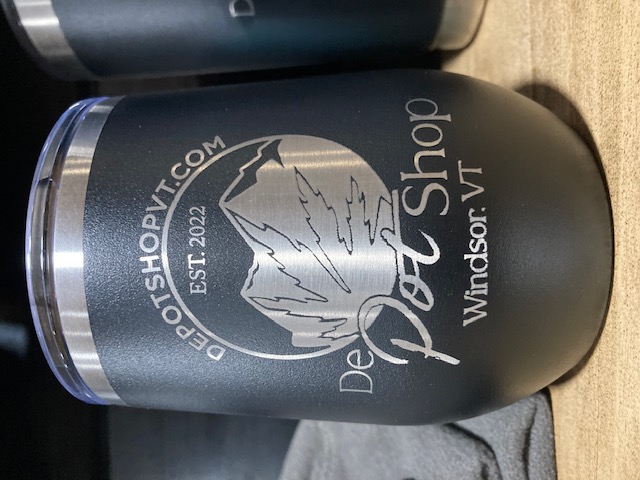 DEPOTSHOPVT.COM
EST. 2022
DePot Shop
Windsor. VT
D